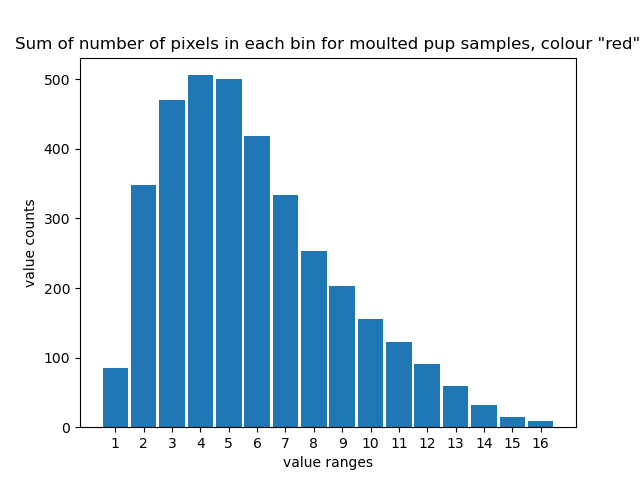 Sum of number of pixels in each bin for moulted pup samples, colour "red"
500
400
300
200
100
0
value counts
1 2 3 4 5 6 7 8 9 10 11 12 13 14 15 16
value ranges